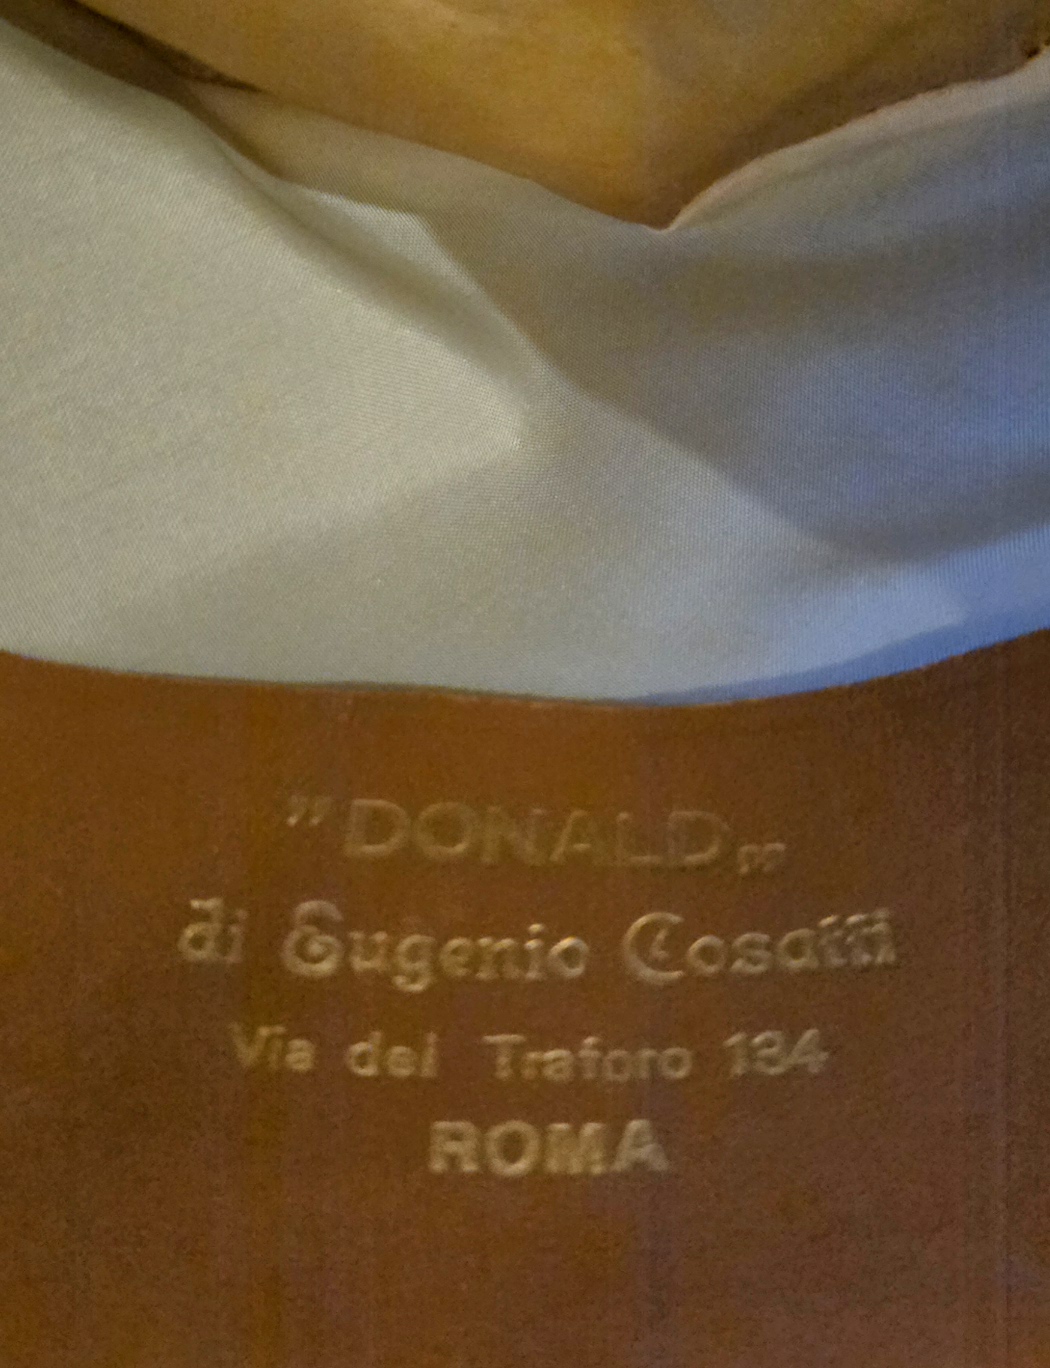 "DONALD„
di Eugenio Cosatti
Via del Traforo 134
ROMA